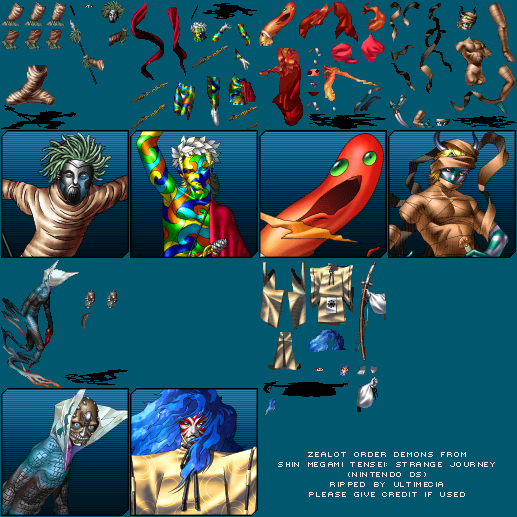 ZEALOT ORDER DEMONS FROM
SHIN MEGAMI TENSEI: STRANGE JOURNEY
(NINTENDO DS)
RIPPED BY ULTIMECIA
PLEASE GIVE CREDIT IF USED